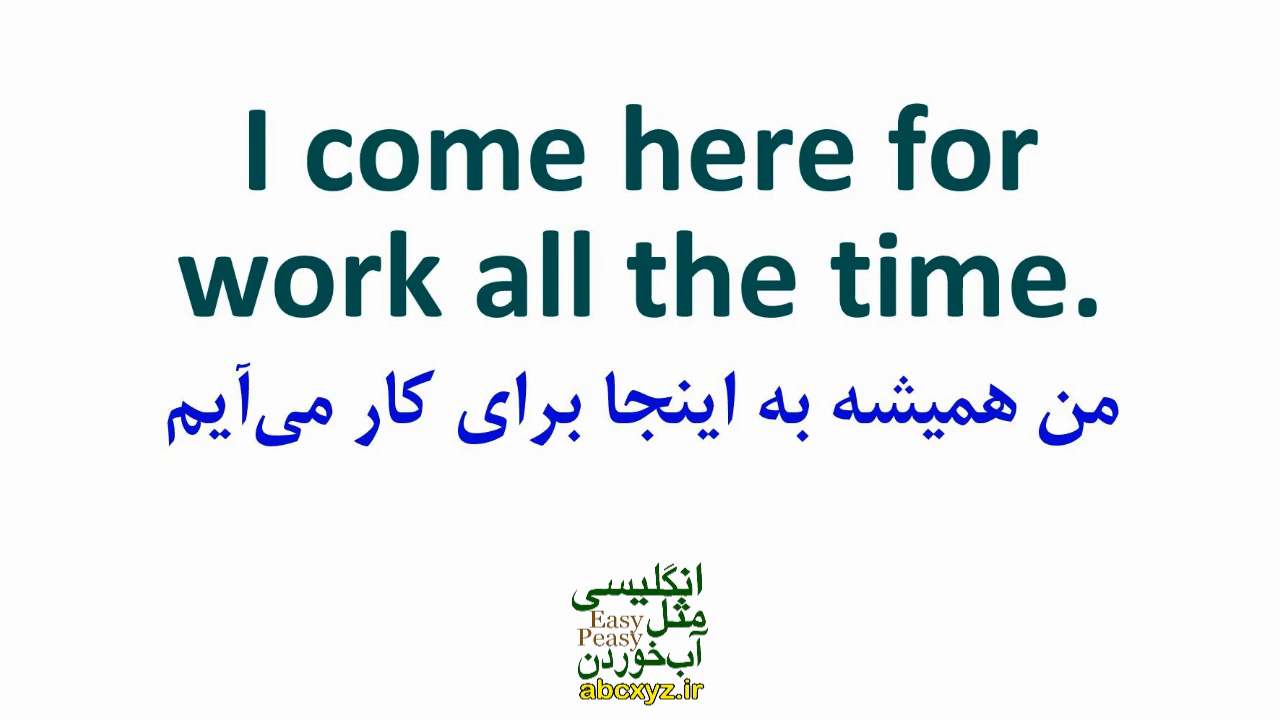 I come here for
work all the time.
من همیشه به اینجا برای کار می‌آیم
انگلیسی
مثل
Easy
Peasy
آب‌خوردن
abcxyz.ir